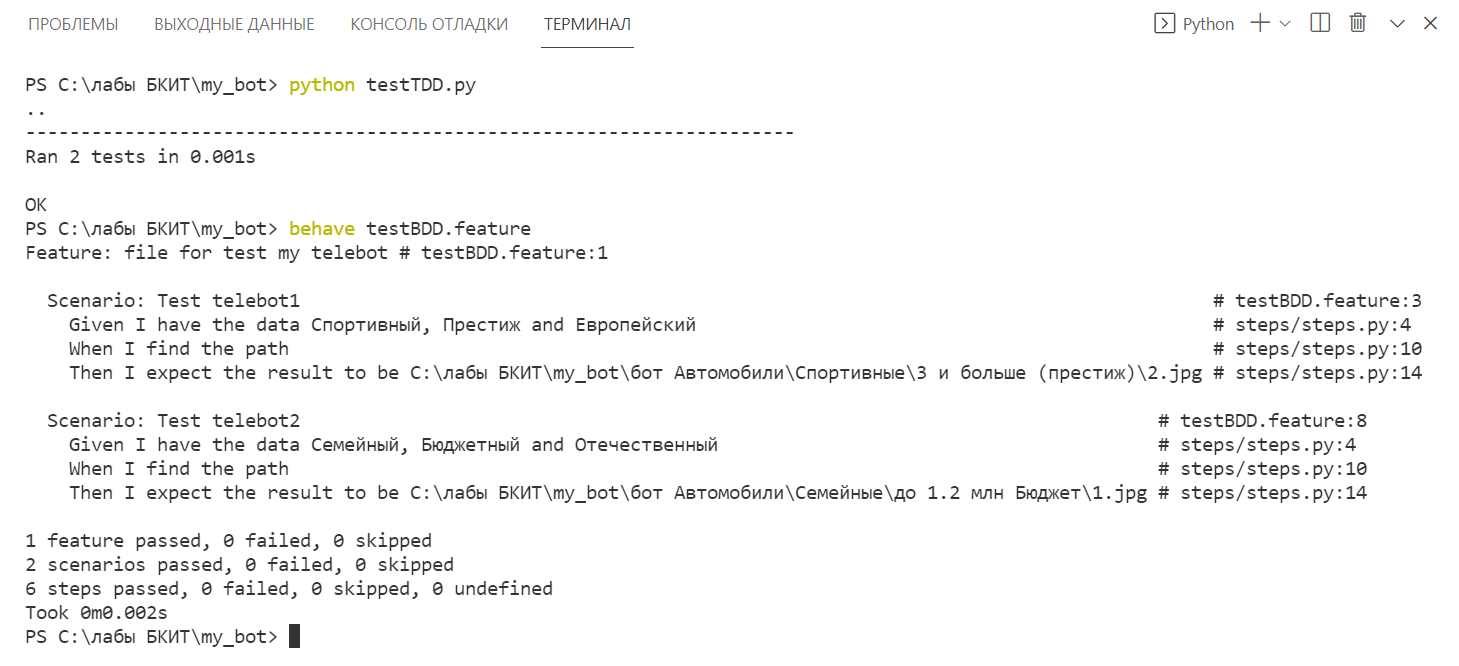 ПРОБЛЕМЫ ВЫХОДНЫЕ ДАННЫЕ КОНСОЛЬ ОТЛАДКИ ТЕРМИНАЛ Python
PS C:\лабы БКИТ\my_bot> python testTDD.py
..
----------------------------------------------------------------------
Ran 2 tests in 0.001s
OK
PS C:\лабы БКИТ\my_bot> behave testBDD.feature
Feature: file for test my telebot # testBDD.feature:1
Scenario: Test telebot1 # testBDD.feature:3
Given I have the data Спортивный, Престиж and Европейский # steps/steps.py:4
When I find the path # steps/steps.py:10
Then I expect the result to be C:\лабы БКИТ\my_bot\бот Автомобили\Спортивные\3 и больше (престиж)\2.jpg # steps/steps.py:14
Scenario: Test telebot2 # testBDD.feature:8
Given I have the data Семейный, Бюджетный and Отечественный # steps/steps.py:4
When I find the path # steps/steps.py:10
Then I expect the result to be C:\лабы БКИТ\my_bot\бот Автомобили\Семейные\до 1.2 млн Бюджет\1.jpg # steps/steps.py:14
1 feature passed, 0 failed, 0 skipped
2 scenarios passed, 0 failed, 0 skipped
6 steps passed, 0 failed, 0 skipped, 0 undefined
Took 0m0.002s
PS C:\лабы БКИТ\my_bot>